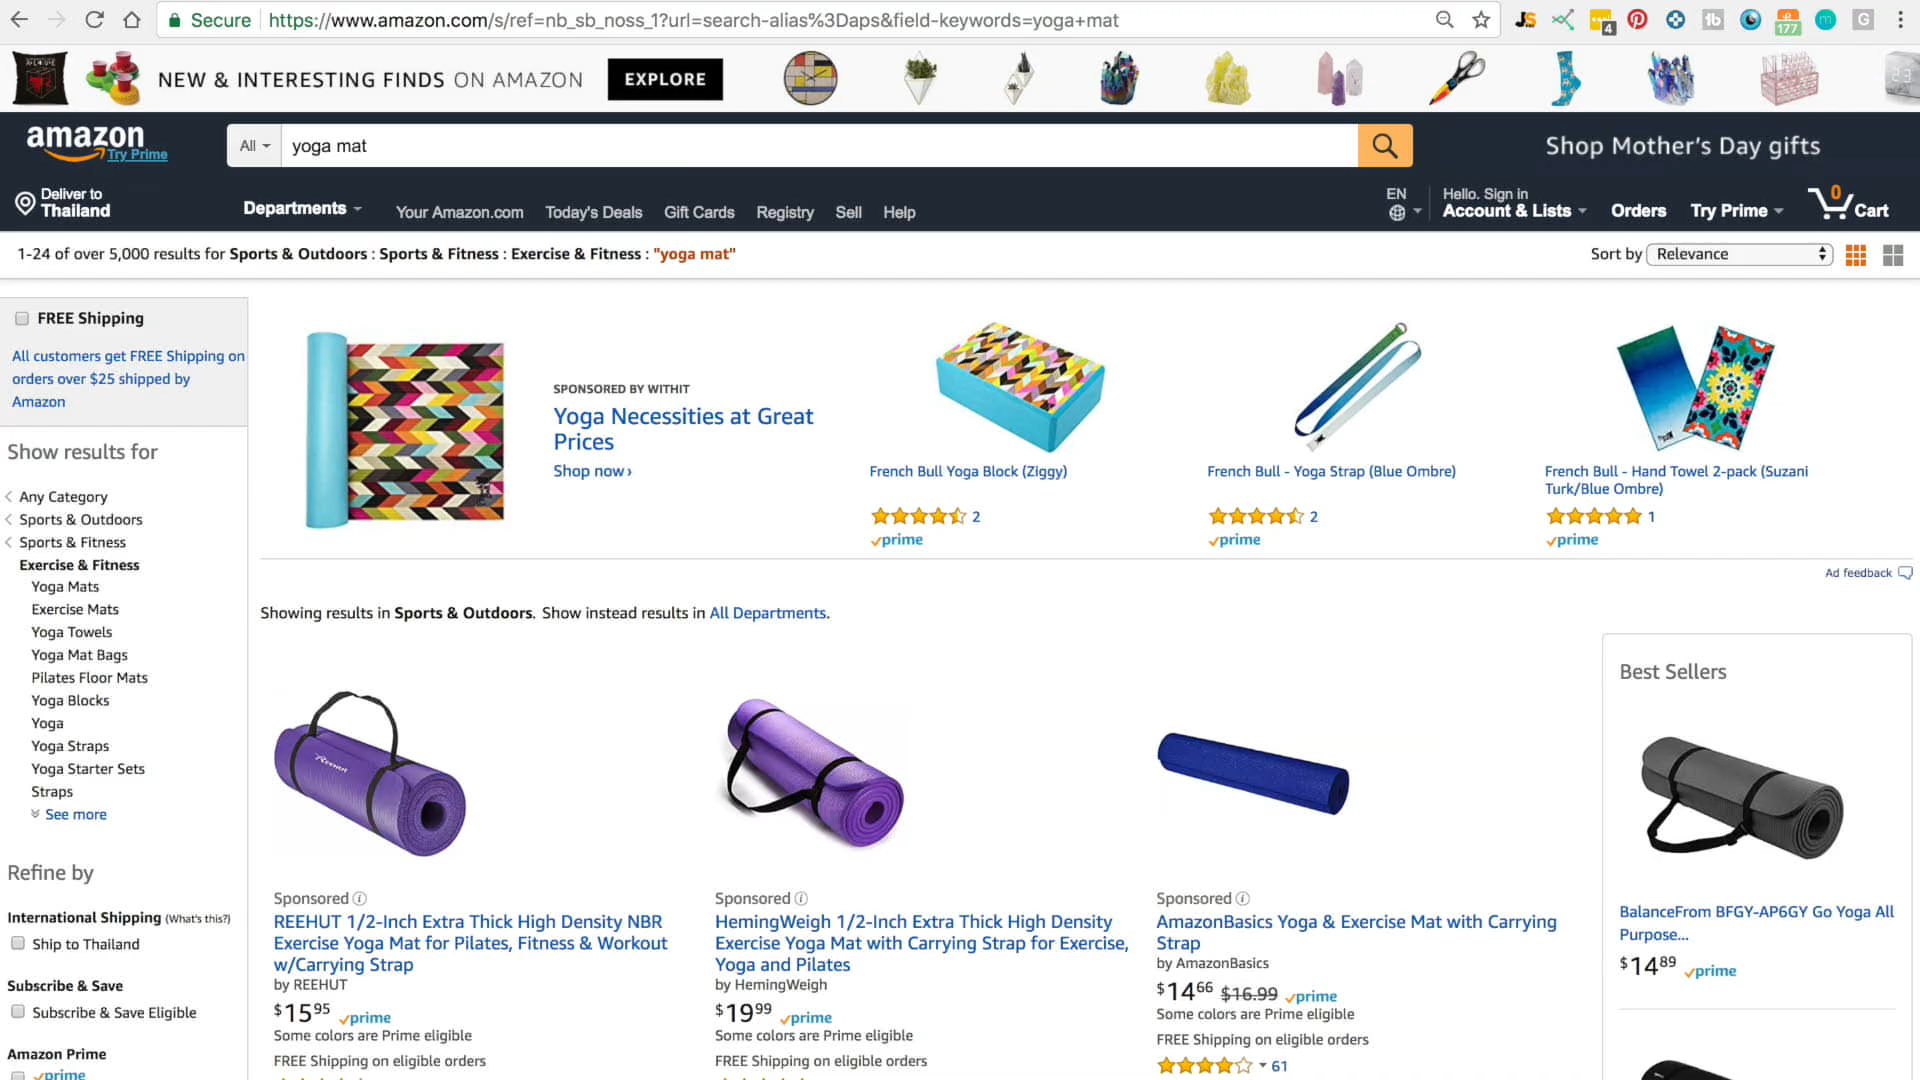 Secure https://www.amazon.com/s/ref=nb_sb_noss_1?url=search-alias%3Daps&field-keywords=yoga+mat
4
177
NEW & INTERESTING FINDS ON AMAZON EXPLORE
amazon
Try Prime
All
yoga mat
Shop Mother's Day gifts
Deliver to
Thailand
Departments
Your Amazon.com
Today's Deals
Gift Cards
Registry
Sell
Help
EN
Hello. Sign in
Account & Lists
Orders
Try Prime
0
Cart
1-24 of over 5,000 results for Sports & Outdoors : Sports & Fitness : Exercise & Fitness : "yoga mat"
Sort by Relevance
FREE Shipping
All customers get FREE Shipping on
orders over $25 shipped by
Amazon
Show results for
Any Category
Sports & Outdoors
Sports & Fitness
Exercise & Fitness
Yoga Mats
Exercise Mats
Yoga Towels
Yoga Mat Bags
Pilates Floor Mats
Yoga Blocks
Yoga
Yoga Straps
Yoga Starter Sets
Straps
See more
Refine by
International Shipping (What's this?)
Ship to Thailand
Subscribe & Save
Subscribe & Save Eligible
Amazon Prime
prime
SPONSORED BY WITHIT
Yoga Necessities at Great
Prices
Shop now ›
French Bull Yoga Block (Ziggy)
2
prime
French Bull - Yoga Strap (Blue Ombre)
2
prime
French Bull - Hand Towel 2-pack (Suzani
Turk/Blue Ombre)
1
prime
Ad feedback
Showing results in Sports & Outdoors. Show instead results in All Departments.
REEHUT
Sponsored
REEHUT 1/2-Inch Extra Thick High Density NBR
Exercise Yoga Mat for Pilates, Fitness & Workout
w/Carrying Strap
by REEHUT
$15 95 prime
Some colors are Prime eligible
FREE Shipping on eligible orders
Sponsored
HemingWeigh 1/2-Inch Extra Thick High Density
Exercise Yoga Mat with Carrying Strap for Exercise,
Yoga and Pilates
by HemingWeigh
$19 99 prime
Some colors are Prime eligible
FREE Shipping on eligible orders
Sponsored
AmazonBasics Yoga & Exercise Mat with Carrying
Strap
by AmazonBasics
$14 66 $16.99 prime
Some colors are Prime eligible
FREE Shipping on eligible orders
61
Best Sellers
BalanceFrom BFGY-AP6GY Go Yoga All
Purpose...
$14 89 prime